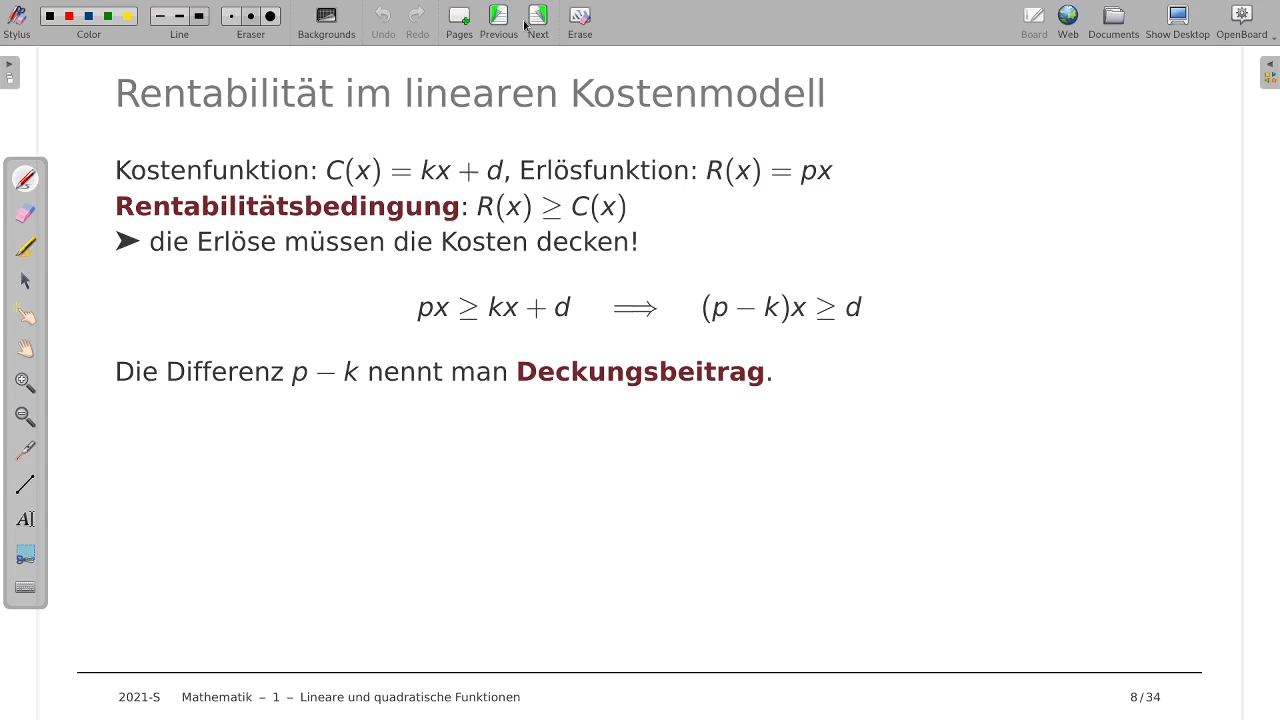 Stylus
Color
Line
Eraser
Backgrounds
Undo
Redo
Pages
Previous
Next
Erase
Board
Web
Documents
Show Desktop
OpenBoard
Rentabilität im linearen Kostenmodell
Kostenfunktion: C(x) = kx + d, Erlösfunktion: R(x) = px
Rentabilitätsbedingung: R(x) ≥ C(x)
➤ die Erlöse müssen die Kosten decken!
px ≥ kx + d ⟹ (p − k)x ≥ d
Die Differenz p − k nennt man Deckungsbeitrag.
AI
2021-S Mathematik – 1 – Lineare und quadratische Funktionen 8/34